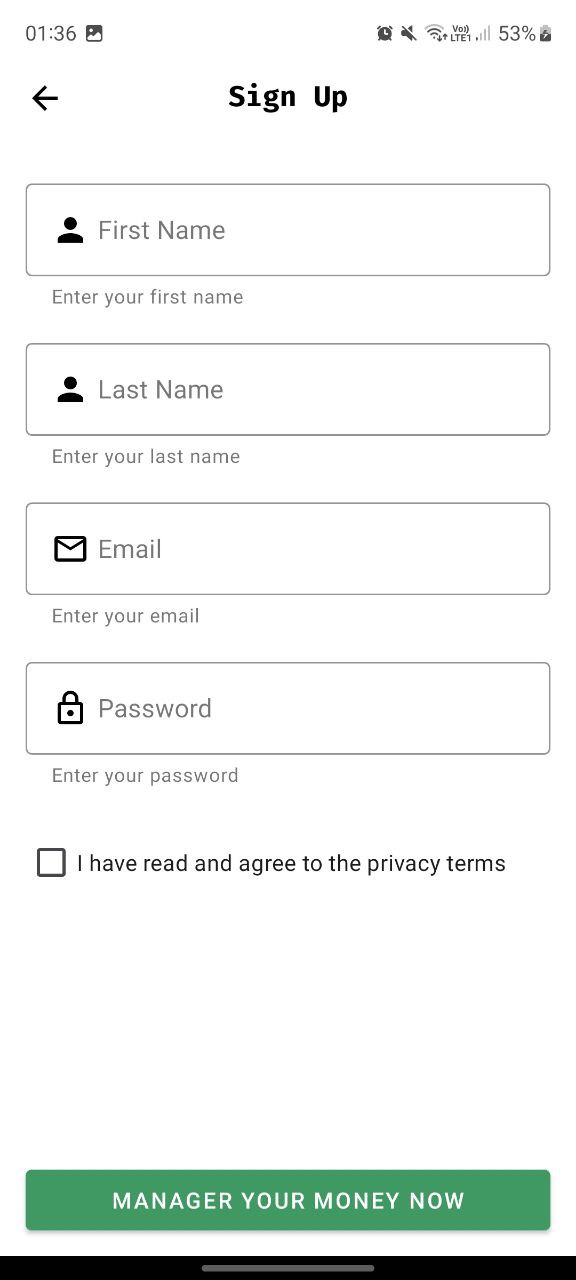 01:36 Vo)) LTE1 53%
Sign Up
First Name
Enter your first name
Last Name
Enter your last name
Email
Enter your email
Password
Enter your password
I have read and agree to the privacy terms
MANAGER YOUR MONEY NOW